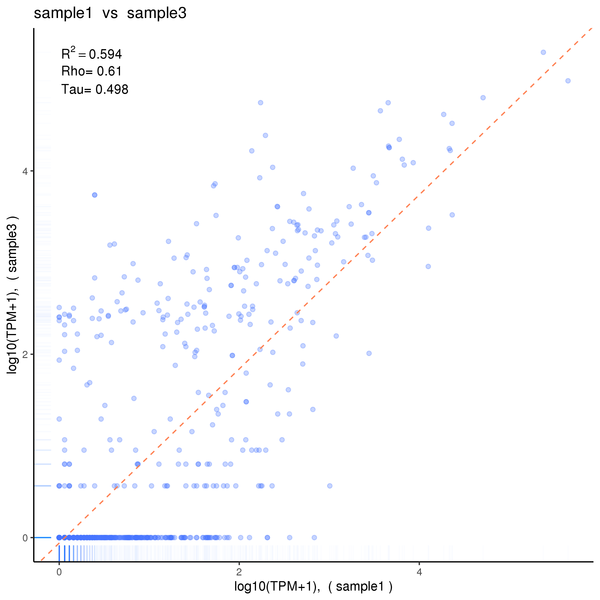 sample1 vs sample3
R² = 0.594
Rho= 0.61
Tau= 0.498
log10(TPM+1), ( sample3 )
4
2
0
0 2 4
log10(TPM+1), ( sample1 )